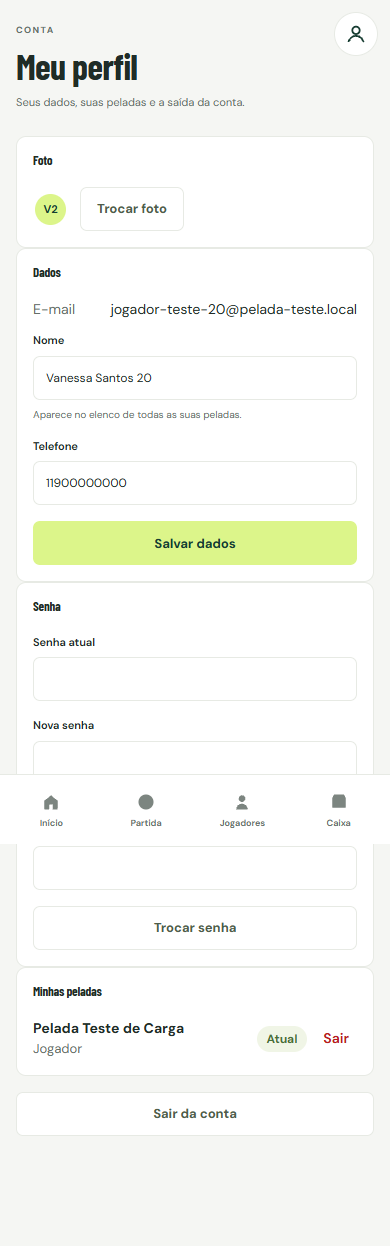 CONTA
Meu perfil
Seus dados, suas peladas e a saída da conta.
Foto
V2
Trocar foto
Dados
E-mail
jogador-teste-20@pelada-teste.local
Nome
Vanessa Santos 20
Aparece no elenco de todas as suas peladas.
Telefone
11900000000
Salvar dados
Senha
Senha atual
Nova senha
Início
Partida
Jogadores
Caixa
Trocar senha
Minhas peladas
Pelada Teste de Carga
Jogador
Atual
Sair
Sair da conta